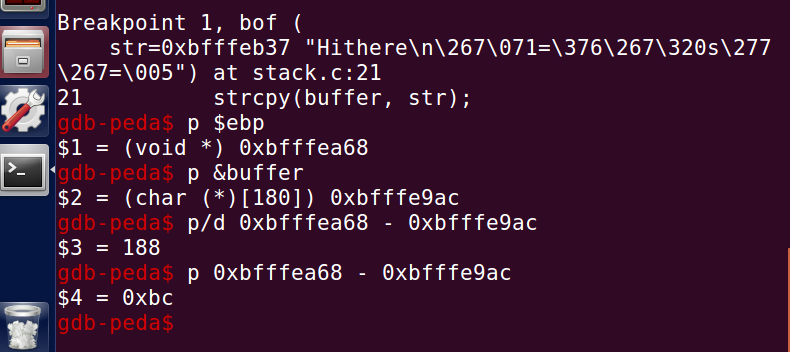 Breakpoint 1, bof (
    str=0xbfffeb37 "Hithere\n\267\071=\376\267\320s\277
\267=\005") at stack.c:21
21          strcpy(buffer, str);
gdb-peda$ p $ebp
$1 = (void *) 0xbfffea68
gdb-peda$ p &buffer
$2 = (char (*)[180]) 0xbfffe9ac
gdb-peda$ p/d 0xbfffea68 - 0xbfffe9ac
$3 = 188
gdb-peda$ p 0xbfffea68 - 0xbfffe9ac
$4 = 0xbc
gdb-peda$